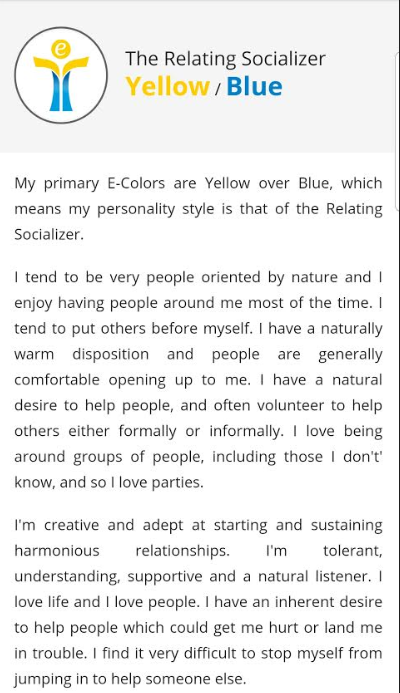 e
The Relating Socializer
Yellow / Blue
My primary E-Colors are Yellow over Blue, which
means my personality style is that of the Relating
Socializer.
I tend to be very people oriented by nature and I
enjoy having people around me most of the time. I
tend to put others before myself. I have a naturally
warm disposition and people are generally
comfortable opening up to me. I have a natural
desire to help people, and often volunteer to help
others either formally or informally. I love being
around groups of people, including those I don't'
know, and so I love parties.
I'm creative and adept at starting and sustaining
harmonious relationships. I'm tolerant,
understanding, supportive and a natural listener. I
love life and I love people. I have an inherent desire
to help people which could get me hurt or land me
in trouble. I find it very difficult to stop myself from
jumping in to help someone else.